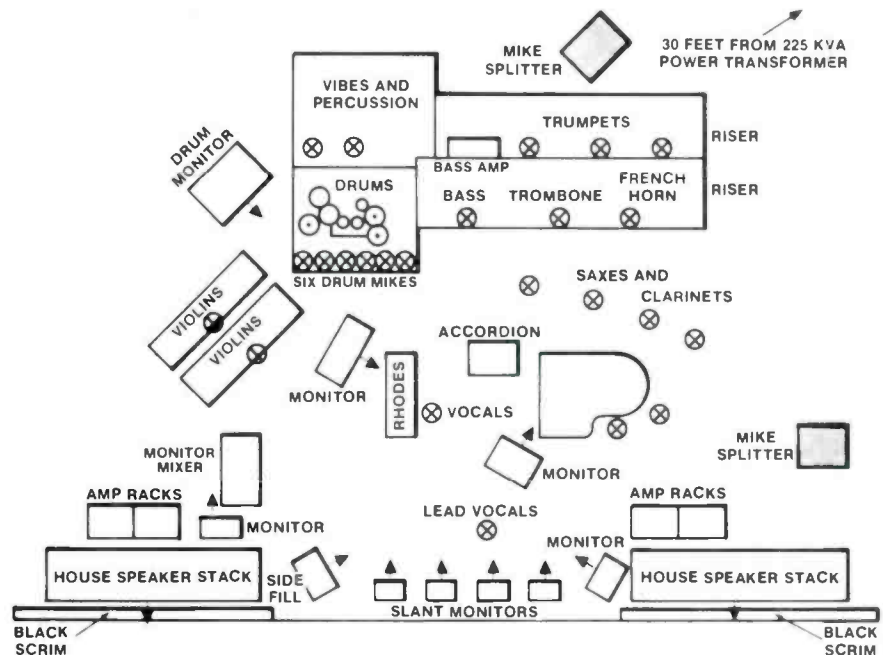 30 FEET FROM 225 KVA
POWER TRANSFORMER
MIKE
SPLITTER
VIBES AND
PERCUSSION
TRUMPETS
RISER
DRUM
MONITOR
BASS AMP
DRUMS
BASS
TROMBONE
FRENCH
HORN
RISER
SIX DRUM MIKES
SAXES AND
CLARINETS
VIOLINS
VIOLINS
ACCORDION
MONITOR
RHODES
VOCALS
MONITOR
MIXER
MONITOR
MIKE
SPLITTER
AMP RACKS
MONITOR
LEAD VOCALS
AMP RACKS
MONITOR
HOUSE SPEAKER STACK
SIDE
FILL
HOUSE SPEAKER STACK
SLANT MONITORS
BLACK
SCRIM
BLACK
SCRIM